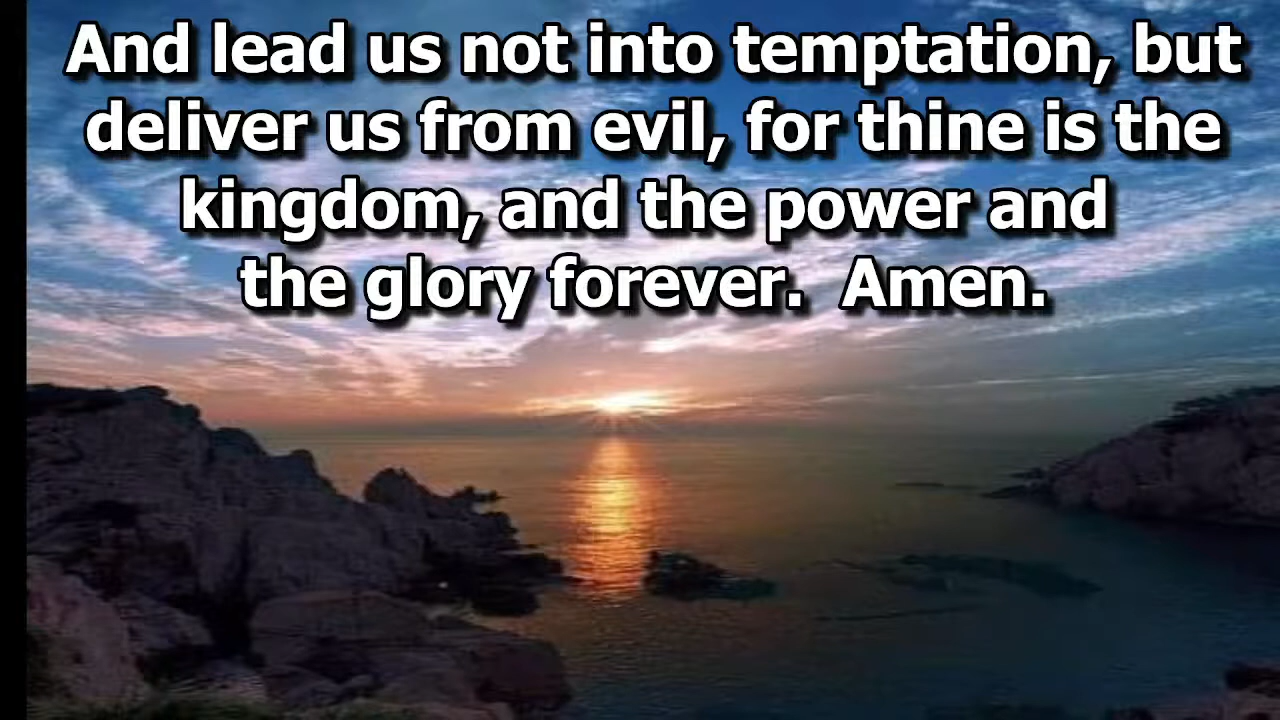 And lead us not into temptation, but
deliver us from evil, for thine is the
kingdom, and the power and
the glory forever.  Amen.